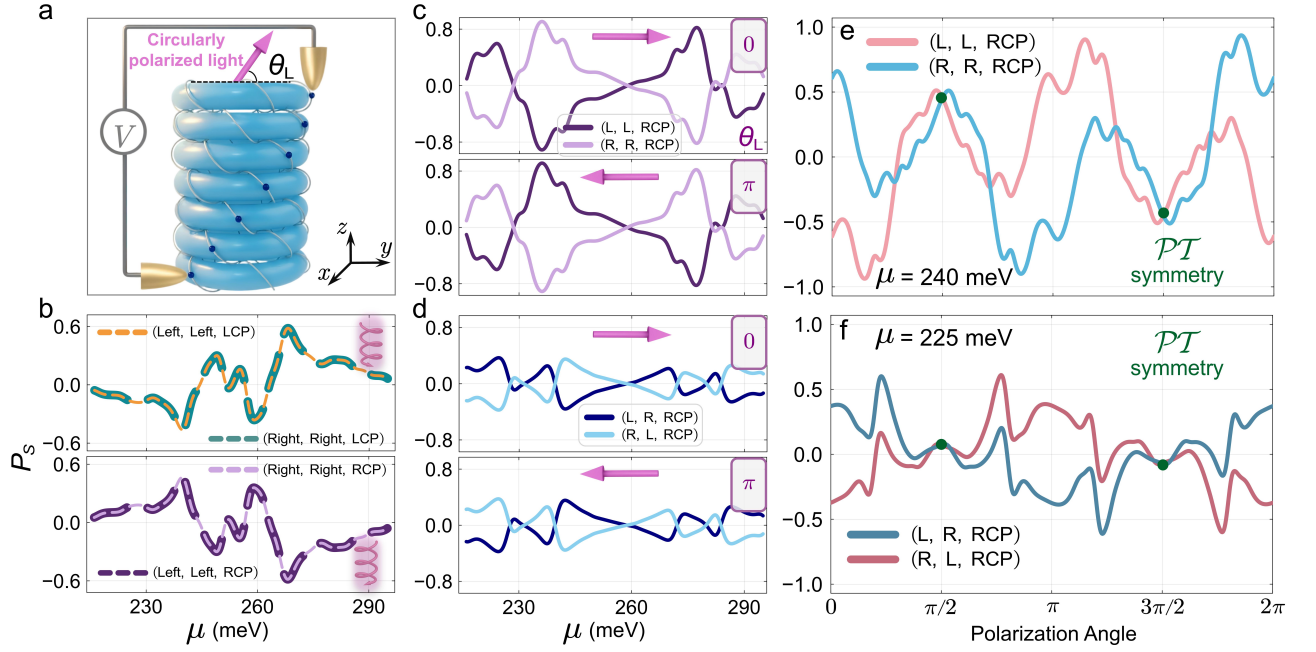 a
Circularly
polarized light
θL
V
z
y
x
b
0.6
0.0
−0.6
(Left, Left, LCP)
(Right, Right, LCP)
Ps
0.6
0.0
−0.6
(Right, Right, RCP)
(Left, Left, RCP)
230
260
290
μ (meV)
c
0.8
0.0
−0.8
0
(L, L, RCP)
(R, R, RCP)
θL
0.8
0.0
−0.8
π
d
0.8
0.0
−0.8
0
(L, R, RCP)
(R, L, RCP)
0.8
0.0
−0.8
π
230
260
290
μ (meV)
e
1.0
0.5
0.0
−0.5
−1.0
(L, L, RCP)
(R, R, RCP)
PT
symmetry
μ = 240 meV
f
1.0
0.5
0.0
−0.5
−1.0
μ = 225 meV
PT
symmetry
(L, R, RCP)
(R, L, RCP)
0
π/2
π
3π/2
2π
Polarization Angle